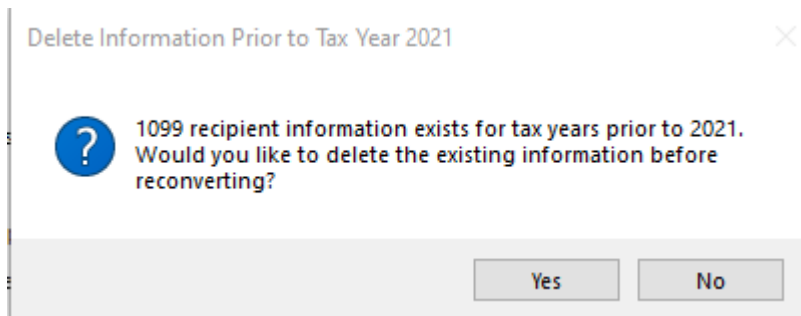 Delete Information Prior to Tax Year 2021
1099 recipient information exists for tax years prior to 2021.
Would you like to delete the existing information before
reconverting?
Yes No